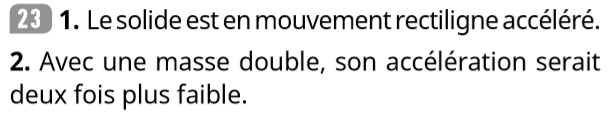 23 1. Le solide est en mouvement rectiligne accéléré.
2. Avec une masse double, son accélération serait
deux fois plus faible.